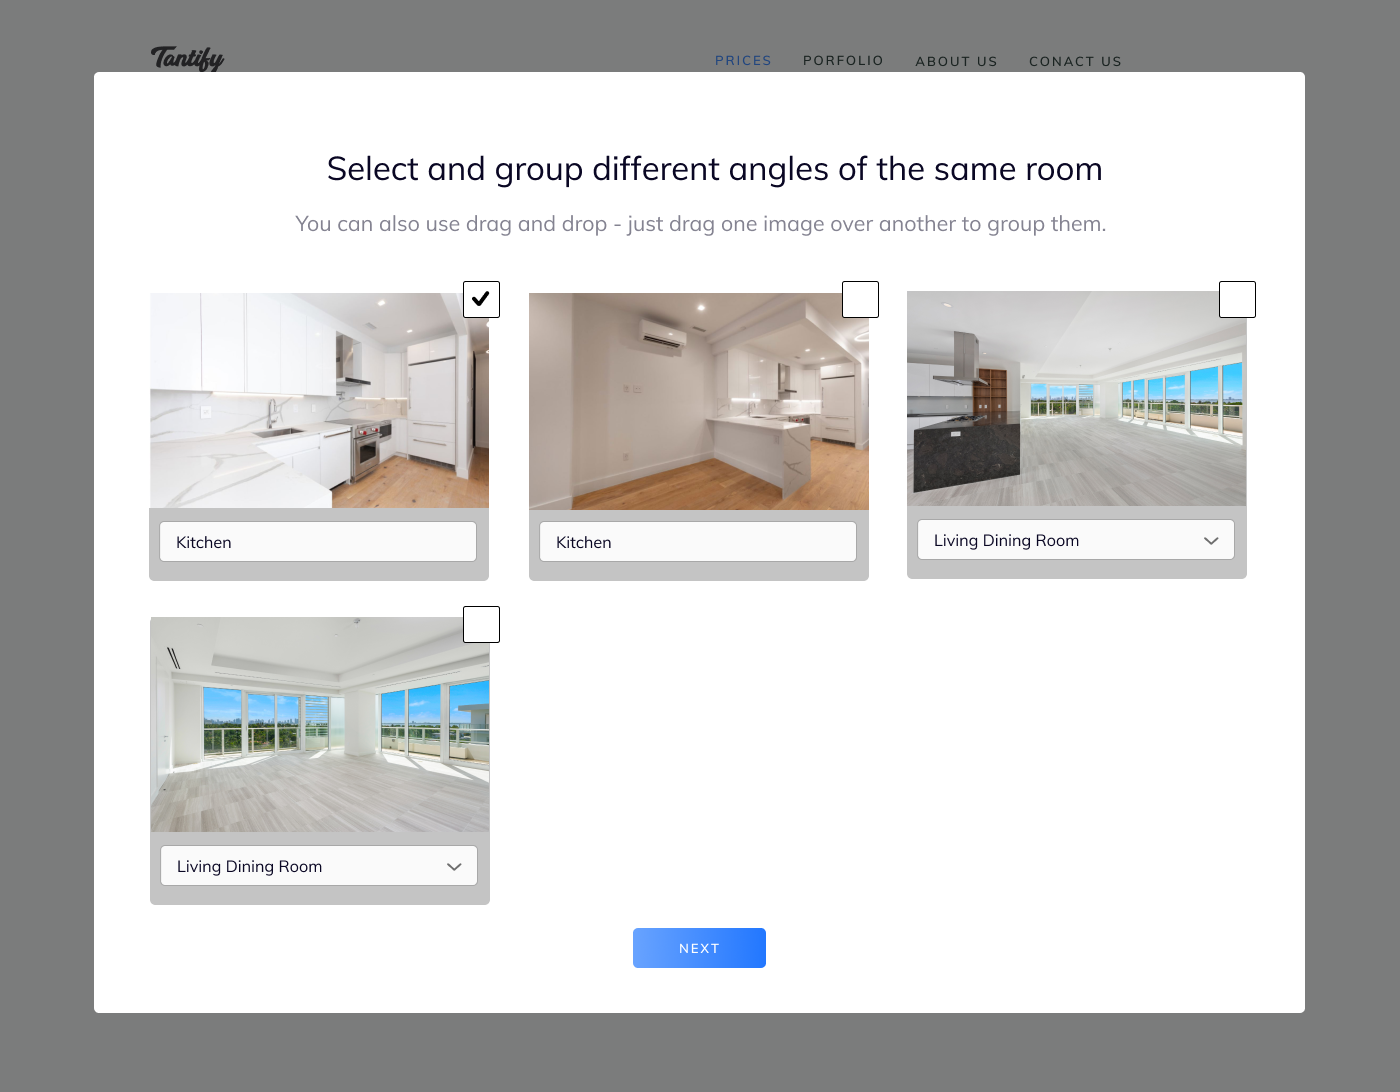 Tantify
PRICES PORFOLIO ABOUT US CONACT US
Select and group different angles of the same room
You can also use drag and drop - just drag one image over another to group them.
Kitchen
Kitchen
Living Dining Room
Living Dining Room
NEXT